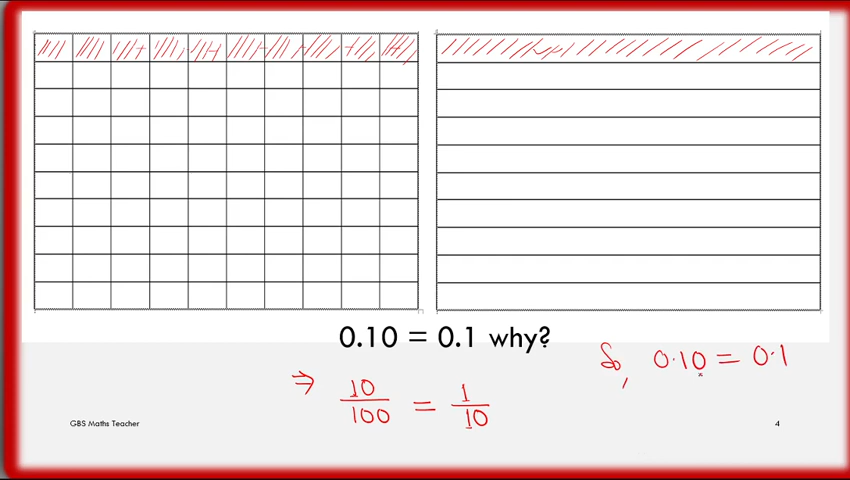 0.10 = 0.1 why?
So, 0.10 = 0.1
⇒ 10/100 = 1/10
GBS Maths Teacher
4